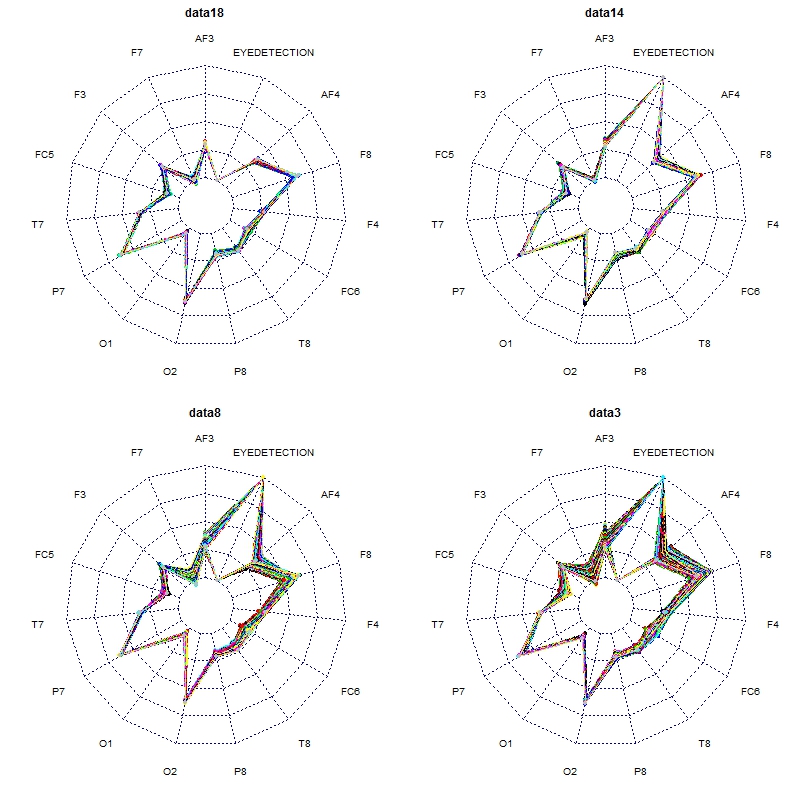 data18
AF3
F7 EYEDETECTION
F3 AF4
FC5 F8
T7 F4
P7 FC6
O1 T8
O2 P8
data14
AF3
F7 EYEDETECTION
F3 AF4
FC5 F8
T7 F4
P7 FC6
O1 T8
O2 P8
data8
AF3
F7 EYEDETECTION
F3 AF4
FC5 F8
T7 F4
P7 FC6
O1 T8
O2 P8
data3
AF3
F7 EYEDETECTION
F3 AF4
FC5 F8
T7 F4
P7 FC6
O1 T8
O2 P8